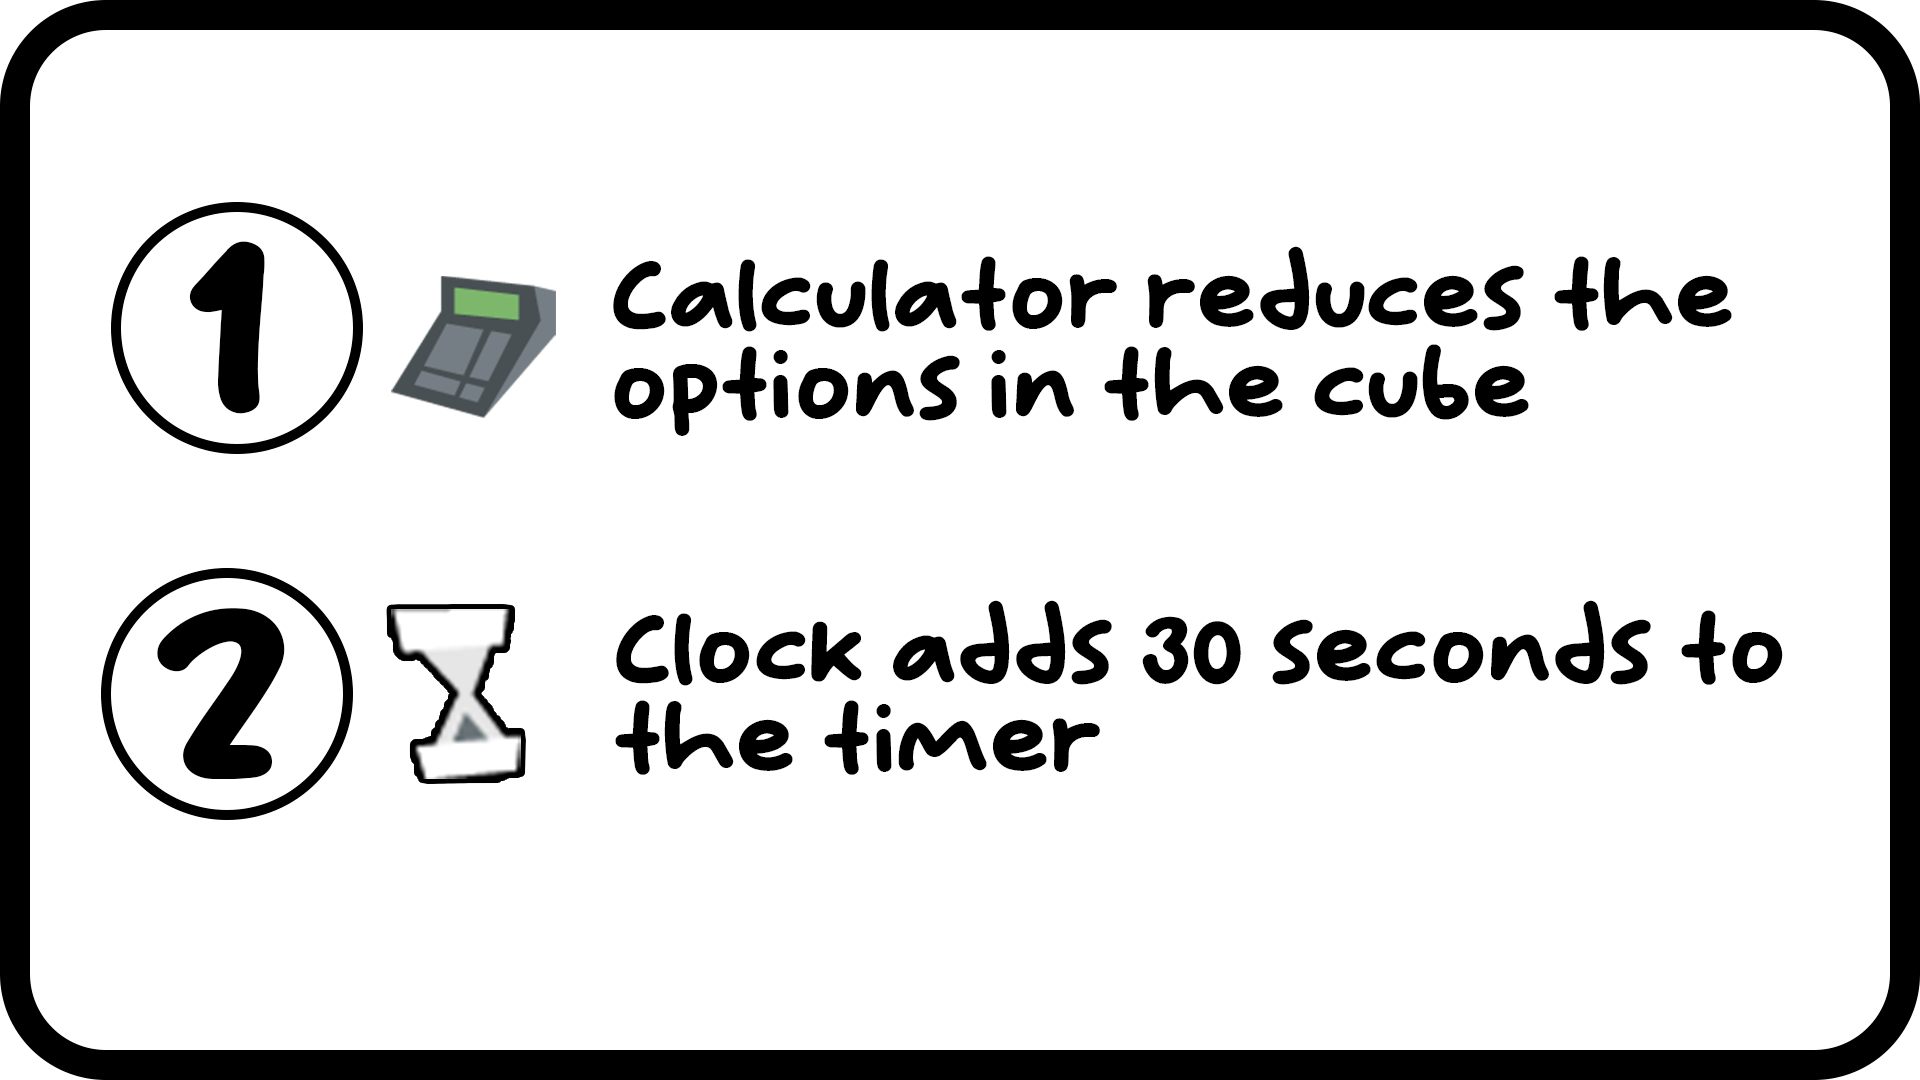 1
Calculator reduces the
options in the cube
2
Clock adds 30 seconds to
the timer